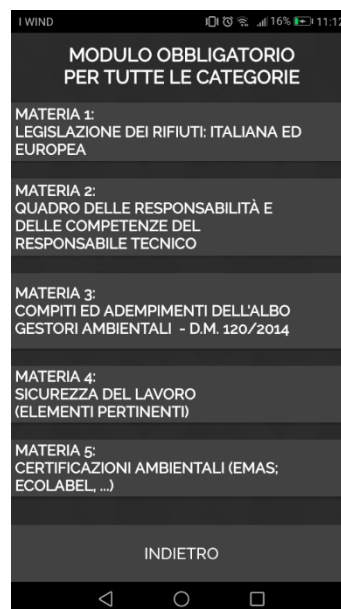 I WIND 16% 11:12
MODULO OBBLIGATORIO
PER TUTTE LE CATEGORIE
MATERIA 1:
LEGISLAZIONE DEI RIFIUTI: ITALIANA ED
EUROPEA
MATERIA 2:
QUADRO DELLE RESPONSABILITÀ E
DELLE COMPETENZE DEL
RESPONSABILE TECNICO
MATERIA 3:
COMPITI ED ADEMPIMENTI DELL'ALBO
GESTORI AMBIENTALI - D.M. 120/2014
MATERIA 4:
SICUREZZA DEL LAVORO
(ELEMENTI PERTINENTI)
MATERIA 5:
CERTIFICAZIONI AMBIENTALI (EMAS;
ECOLABEL, ...)
INDIETRO